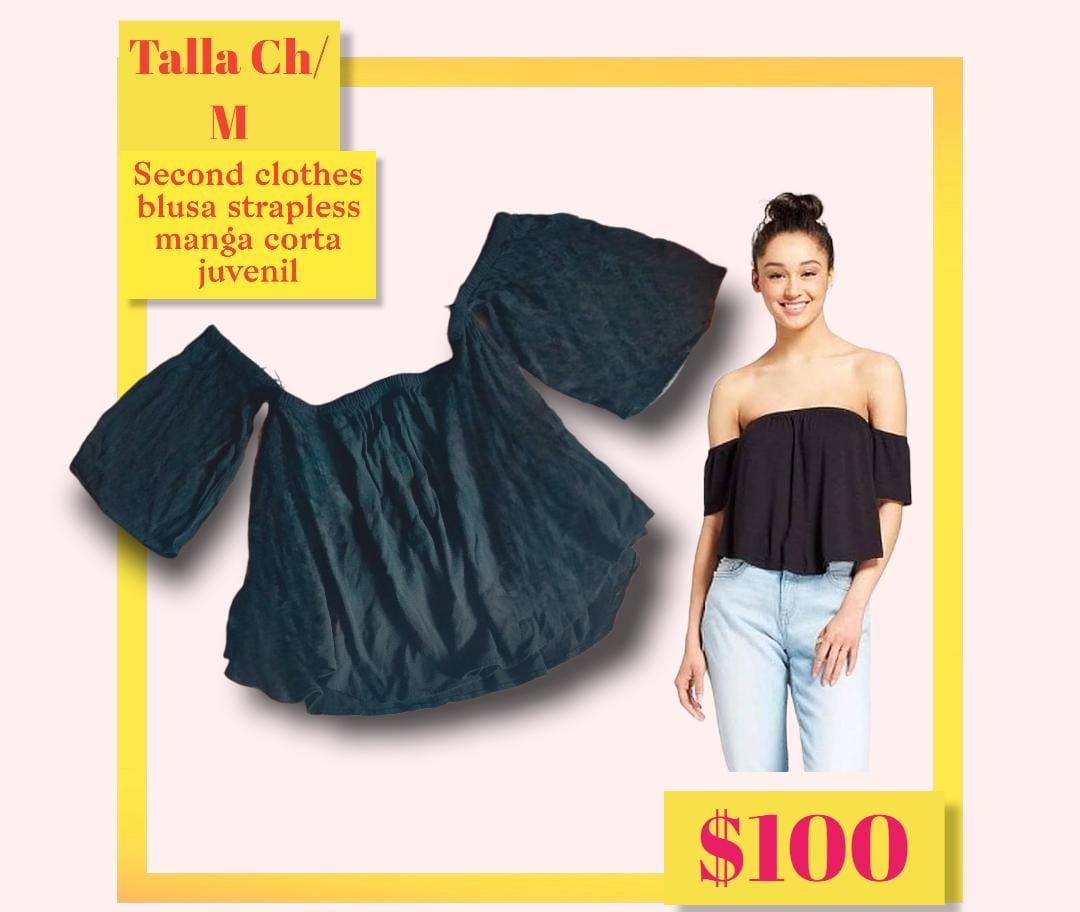 Talla Ch/
M
Second clothes
blusa strapless
manga corta
juvenil
$100